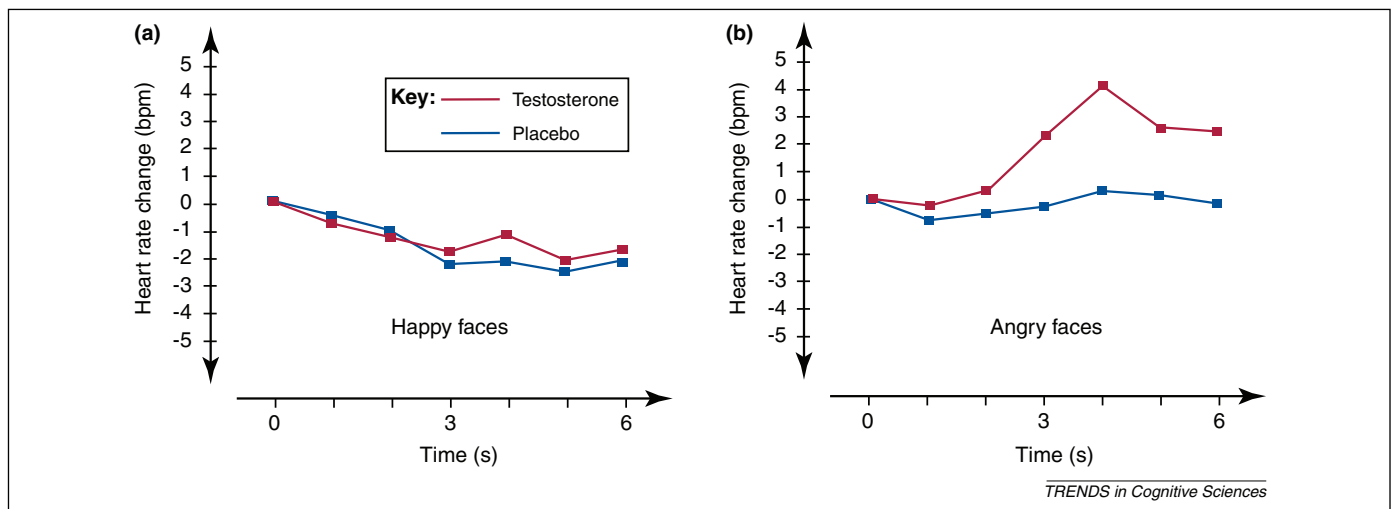 (a)
Heart rate change (bpm)
5
4
3
2
1
0
-1
-2
-3
-4
-5
Key:
Testosterone
Placebo
Happy faces
0
3
6
Time (s)
(b)
Heart rate change (bpm)
5
4
3
2
1
0
-1
-2
-3
-4
-5
Angry faces
0
3
6
Time (s)
TRENDS in Cognitive Sciences